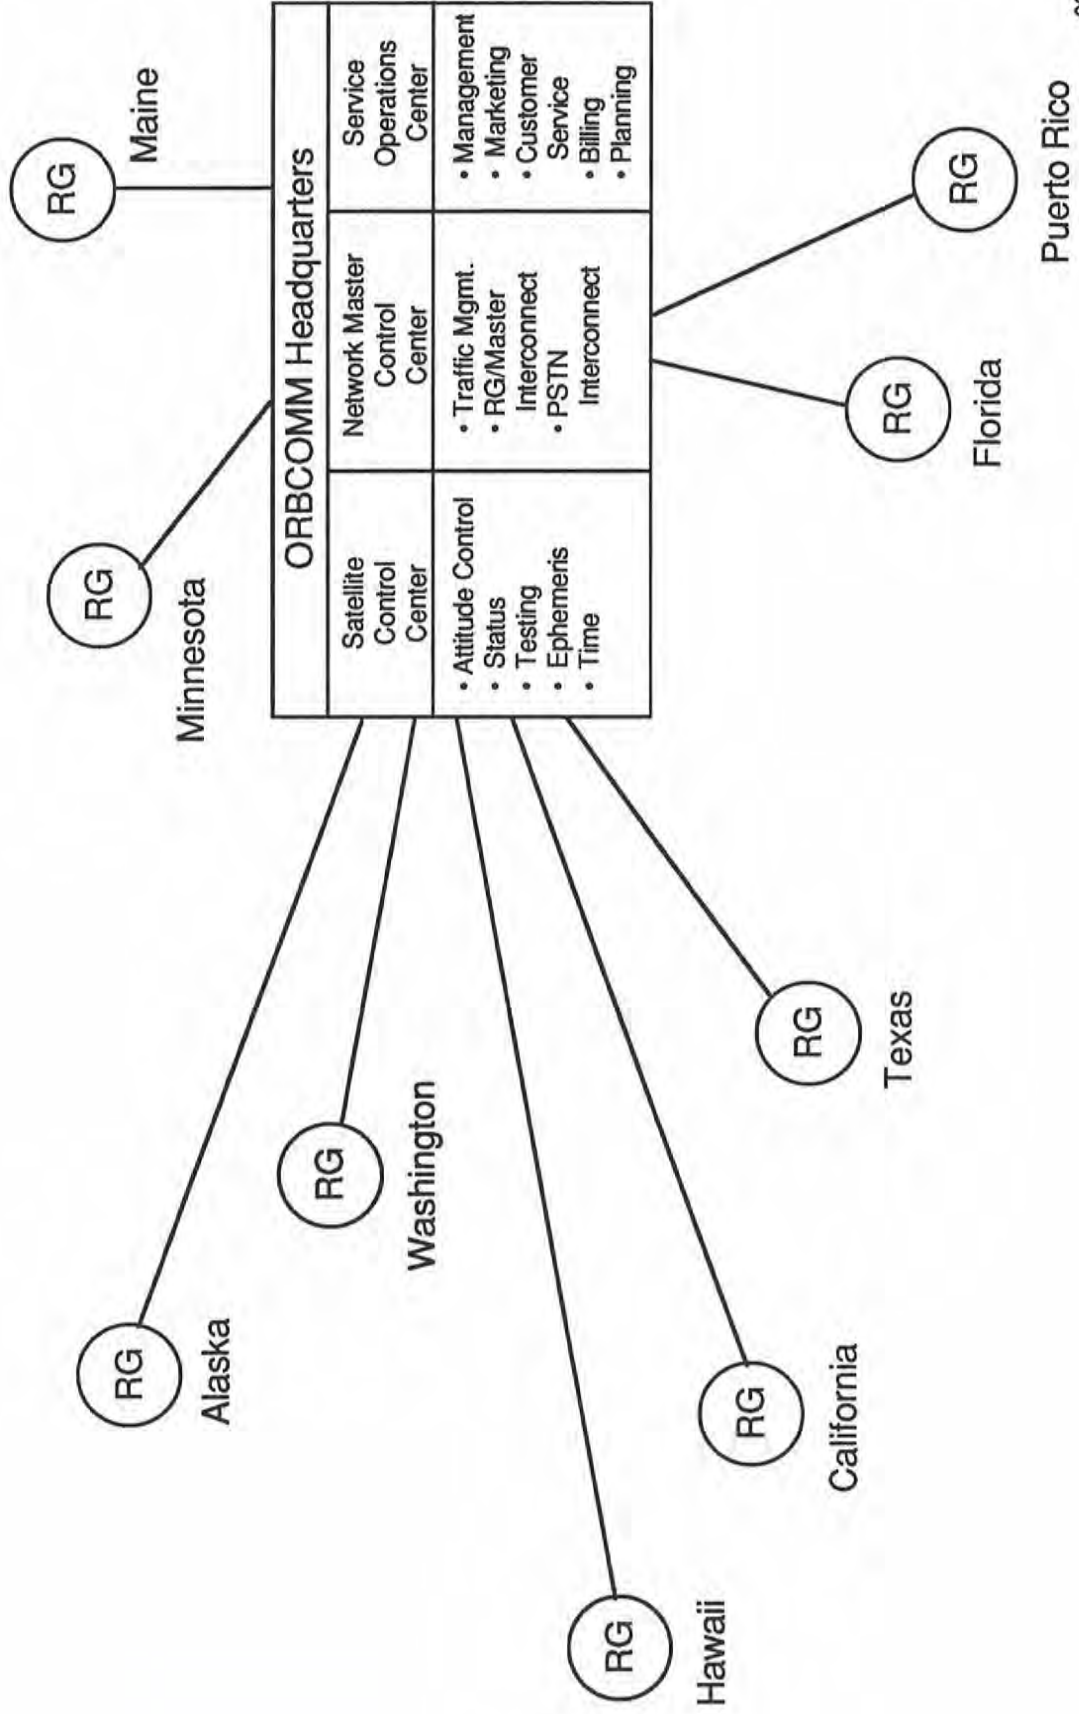 RG
Maine
RG
Minnesota
RG
Alaska
RG
Washington
RG
Hawaii
RG
California
RG
Texas
RG
Florida
RG
Puerto Rico
ORBCOMM Headquarters
Satellite
Control
Center
Network Master
Control
Center
Service
Operations
Center
• Attitude Control
• Status
• Testing
• Ephemeris
• Time
• Traffic Mgmt.
• RG/Master
Interconnect
• PSTN
Interconnect
• Management
• Marketing
• Customer
Service
• Billing
• Planning